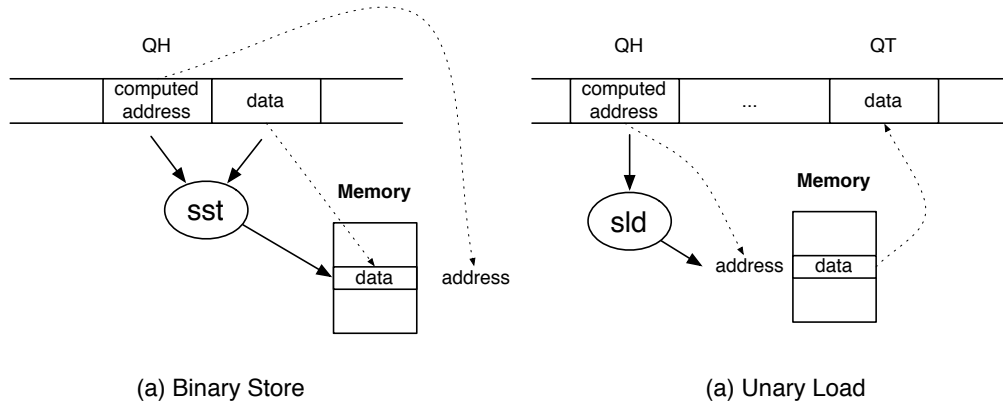 QH
computed
address
data
sst
Memory
data
address
(a) Binary Store
QH
QT
computed
address
...
data
sld
Memory
address
data
(a) Unary Load